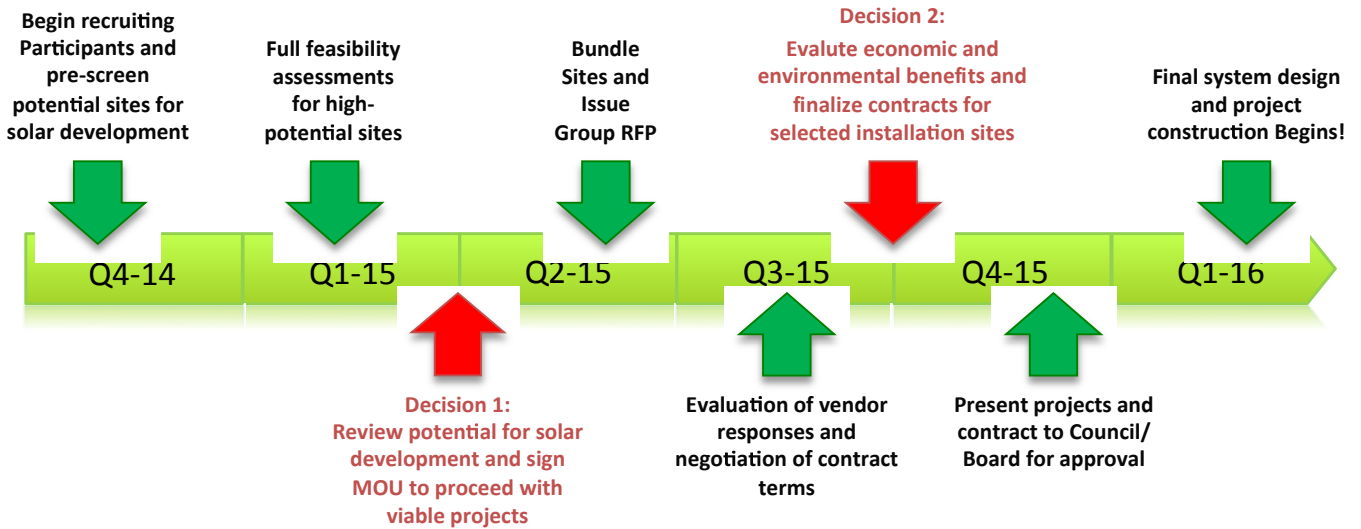 Begin recruiting
Participants and
pre-screen
potential sites for
solar development
Full feasibility
assessments
for high-
potential sites
Bundle
Sites and
Issue
Group RFP
Decision 2:
Evalute economic and
environmental benefits and
finalize contracts for
selected installation sites
Final system design
and project
construction Begins!
Q4-14
Q1-15
Q2-15
Q3-15
Q4-15
Q1-16
Decision 1:
Review potential for solar
development and sign
MOU to proceed with
viable projects
Evaluation of vendor
responses and
negotiation of contract
terms
Present projects and
contract to Council/
Board for approval